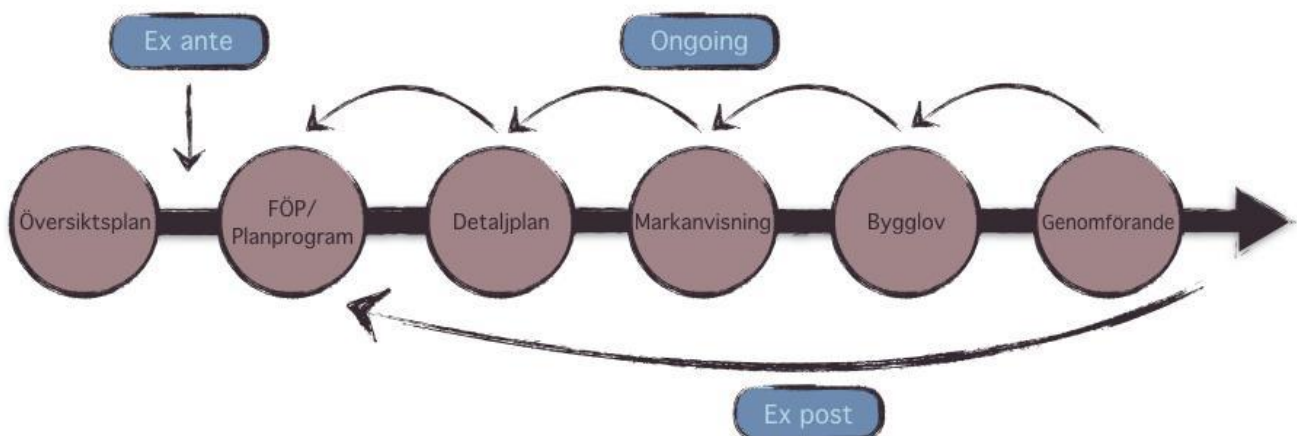 Ex ante
Ongoing
Översiktsplan
FÖP/
Planprogram
Detaljplan
Markanvisning
Bygglov
Genomförande
Ex post